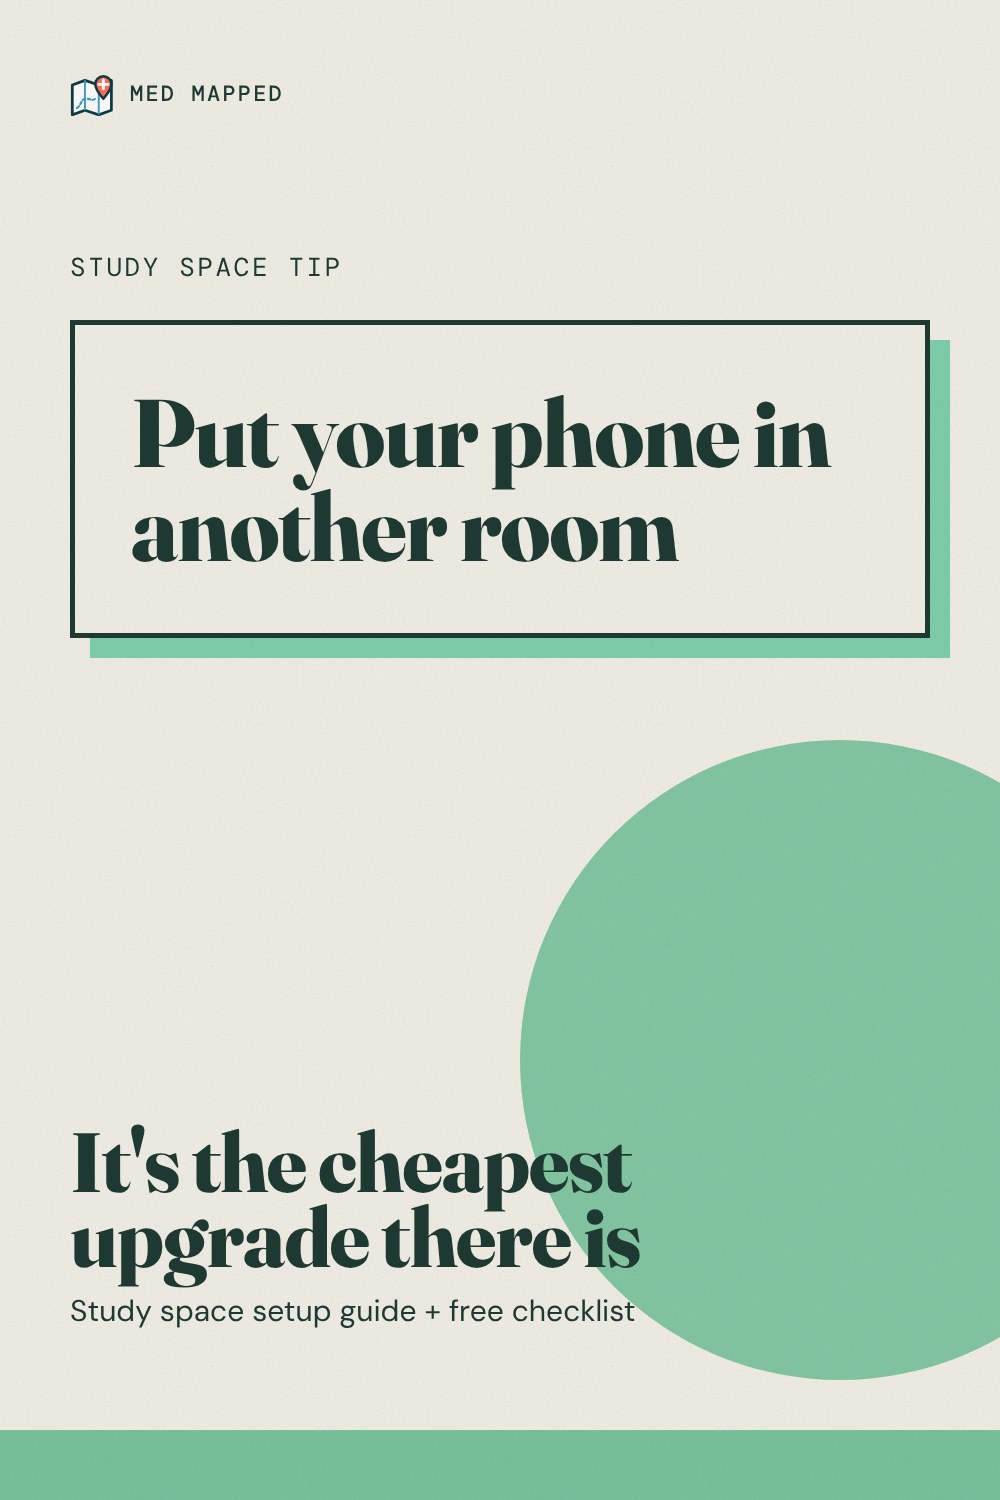 MED MAPPED
STUDY SPACE TIP
Put your phone in
another room
It's the cheapest
upgrade there is
Study space setup guide + free checklist